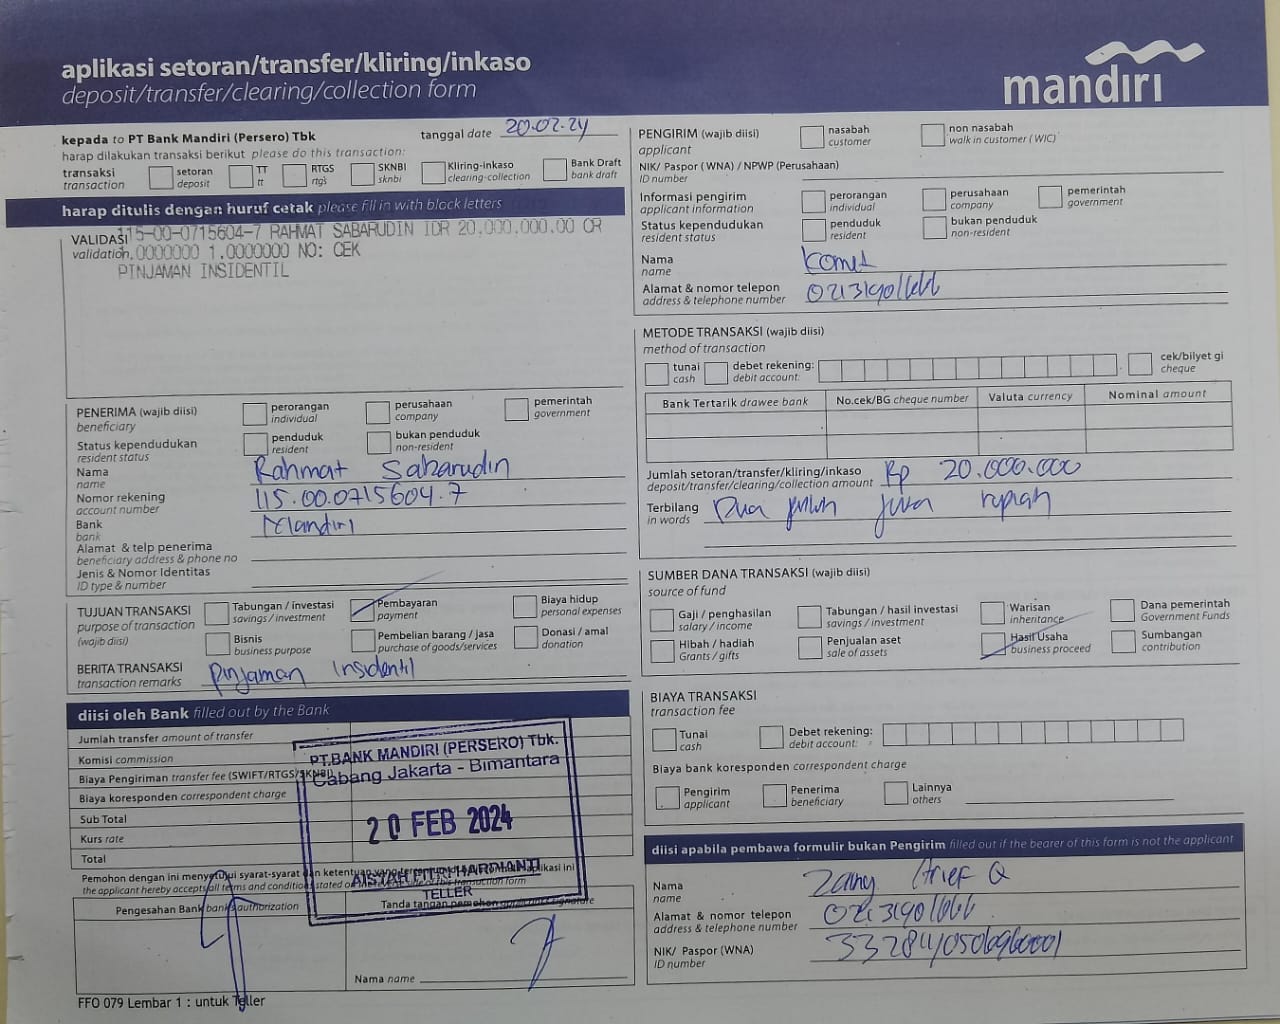 aplikasi setoran/transfer/kliring/inkaso
deposit/transfer/clearing/collection form
mandiri
kepada to PT Bank Mandiri (Persero) Tbk
tanggal date 20.02.24
harap dilakukan transaksi berikut please do this transaction:
transaksi transaction
setoran deposit
TT tt
RTGS rtgs
SKNBI sknbi
Kliring-inkaso clearing-collection
Bank Draft bank draft
harap ditulis dengan huruf cetak please fill in with block letters
VALIDASI 115-00-0715604-7 RAHMAT SABARUDIN IDR 20,000,000.00 CR
validation .0000000 1.0000000 NO: CEK
PINJAMAN INSIDENTIL
PENERIMA (wajib diisi) beneficiary
perorangan individual
perusahaan company
pemerintah government
Status kependudukan resident status
penduduk resident
bukan penduduk non-resident
Nama name Rahmat Sabarudin
Nomor rekening account number 115.00.0715604.7
Bank bank Mandiri
Alamat & telp penerima beneficiary address & phone no
Jenis & Nomor Identitas ID type & number
TUJUAN TRANSAKSI purpose of transaction (wajib diisi)
Tabungan / investasi savings / investment
Pembayaran payment
Biaya hidup personal expenses
Bisnis business purpose
Pembelian barang / jasa purchase of goods/services
Donasi / amal donation
BERITA TRANSAKSI transaction remarks Pinjaman Insidentil
diisi oleh Bank filled out by the Bank
Jumlah transfer amount of transfer
Komisi commission
Biaya Pengiriman transfer fee (SWIFT/RTGS/SKNBI)
Biaya koresponden correspondent charge
Sub Total
Kurs rate
Total
PT.BANK MANDIRI (PERSERO) Tbk.
Cabang Jakarta - Bimantara
20 FEB 2024
AISYAH FITRI HARDIANTI
TELLER
Pemohon dengan ini menyetujui syarat-syarat dan ketentuan aplikasi ini
the applicant hereby accepts all terms and conditions stated on this transaction form
Pengesahan Bank bank's authorization
Tanda tangan pemohon applicant signature
Nama name
FFO 079 Lembar 1 : untuk Teller
PENGIRIM (wajib diisi) applicant
nasabah customer
non nasabah walk in customer (WIC)
NIK/ Paspor (WNA) / NPWP (Perusahaan)
ID number
Informasi pengirim applicant information
perorangan individual
perusahaan company
pemerintah government
Status kependudukan resident status
penduduk resident
bukan penduduk non-resident
Nama name
Alamat & nomor telepon address & telephone number
METODE TRANSAKSI (wajib diisi)
method of transaction
tunai cash
debet rekening: debit account:
cek/bilyet gi cheque
Bank Tertarik drawee bank
No.cek/BG cheque number
Valuta currency
Nominal amount
Jumlah setoran/transfer/kliring/inkaso Rp 20.000.000
deposit/transfer/clearing/collection amount
Terbilang in words Dua puluh juta rupiah
SUMBER DANA TRANSAKSI (wajib diisi)
source of fund
Gaji / penghasilan salary / income
Tabungan / hasil investasi savings / investment
Warisan inheritance
Dana pemerintah Government Funds
Hibah / hadiah Grants / gifts
Penjualan aset sale of assets
Hasil Usaha business proceed
Sumbangan contribution
BIAYA TRANSAKSI
transaction fee
Tunai cash
Debet rekening: debit account:
Biaya bank koresponden correspondent charge
Pengirim applicant
Penerima beneficiary
Lainnya others
diisi apabila pembawa formulir bukan Pengirim filled out if the bearer of this form is not the applicant
Nama name
Alamat & nomor telepon address & telephone number
NIK/ Paspor (WNA)
ID number